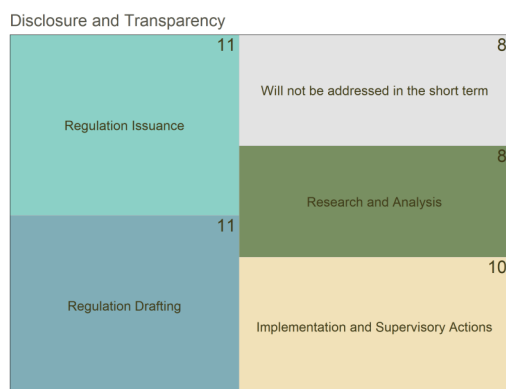 Disclosure and Transparency
11
Regulation Issuance
8
Will not be addressed in the short term
8
Research and Analysis
11
Regulation Drafting
10
Implementation and Supervisory Actions